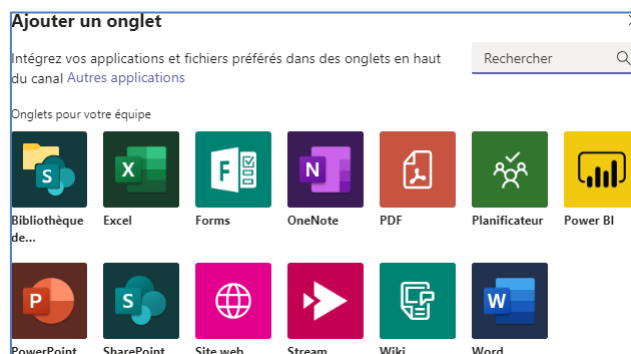 Ajouter un onglet
Intégrez vos applications et fichiers préférés dans des onglets en haut
du canal Autres applications
Rechercher
Onglets pour votre équipe
Bibliothèque de... Excel Forms OneNote PDF Planificateur Power BI
PowerPoint SharePoint Site web Stream Wiki Word